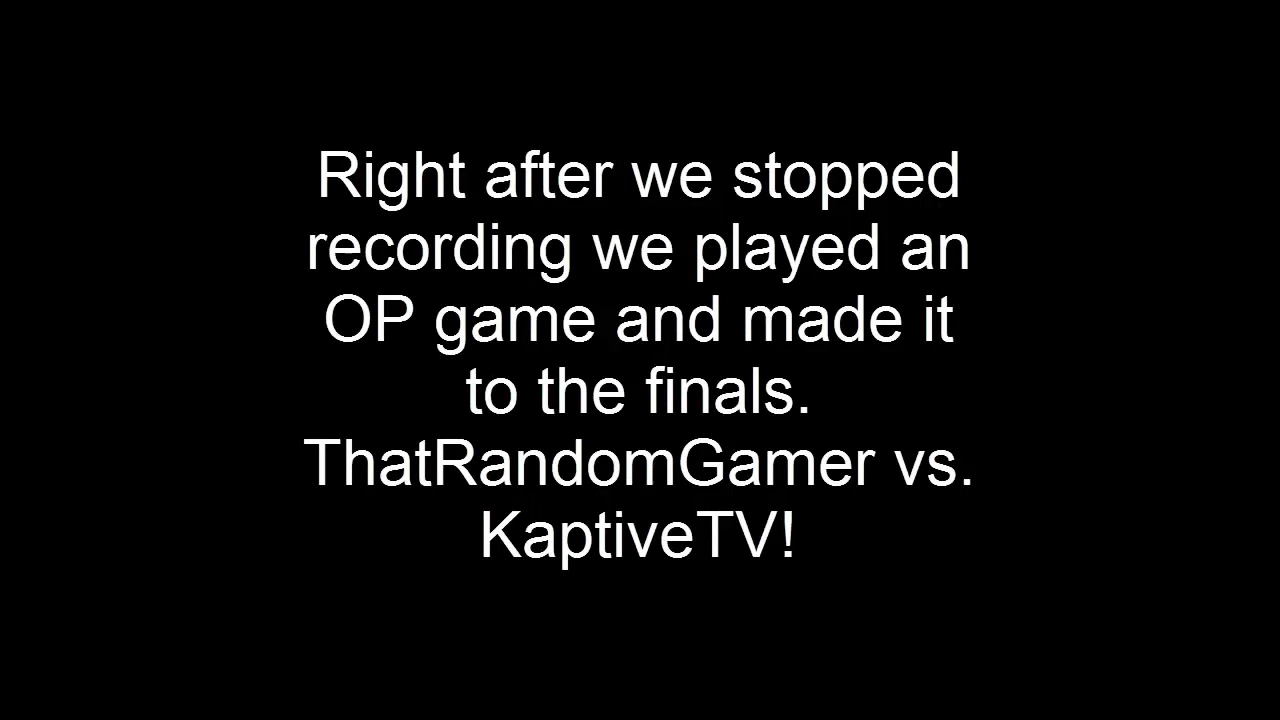 Right after we stopped
recording we played an
OP game and made it
to the finals.
ThatRandomGamer vs.
KaptiveTV!